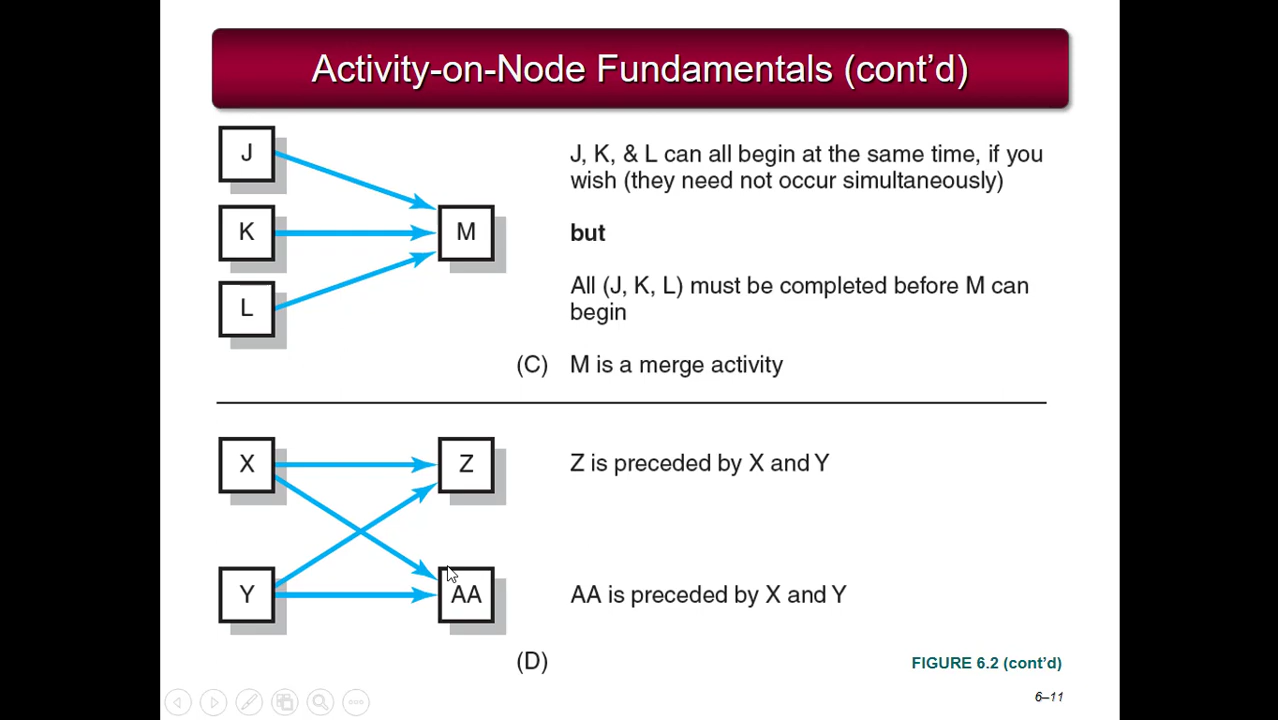 Activity-on-Node Fundamentals (cont’d)
J
K
L
M
J, K, & L can all begin at the same time, if you
wish (they need not occur simultaneously)
but
All (J, K, L) must be completed before M can
begin
(C) M is a merge activity
X
Z
Z is preceded by X and Y
Y
AA
AA is preceded by X and Y
(D)
FIGURE 6.2 (cont’d)
6–11